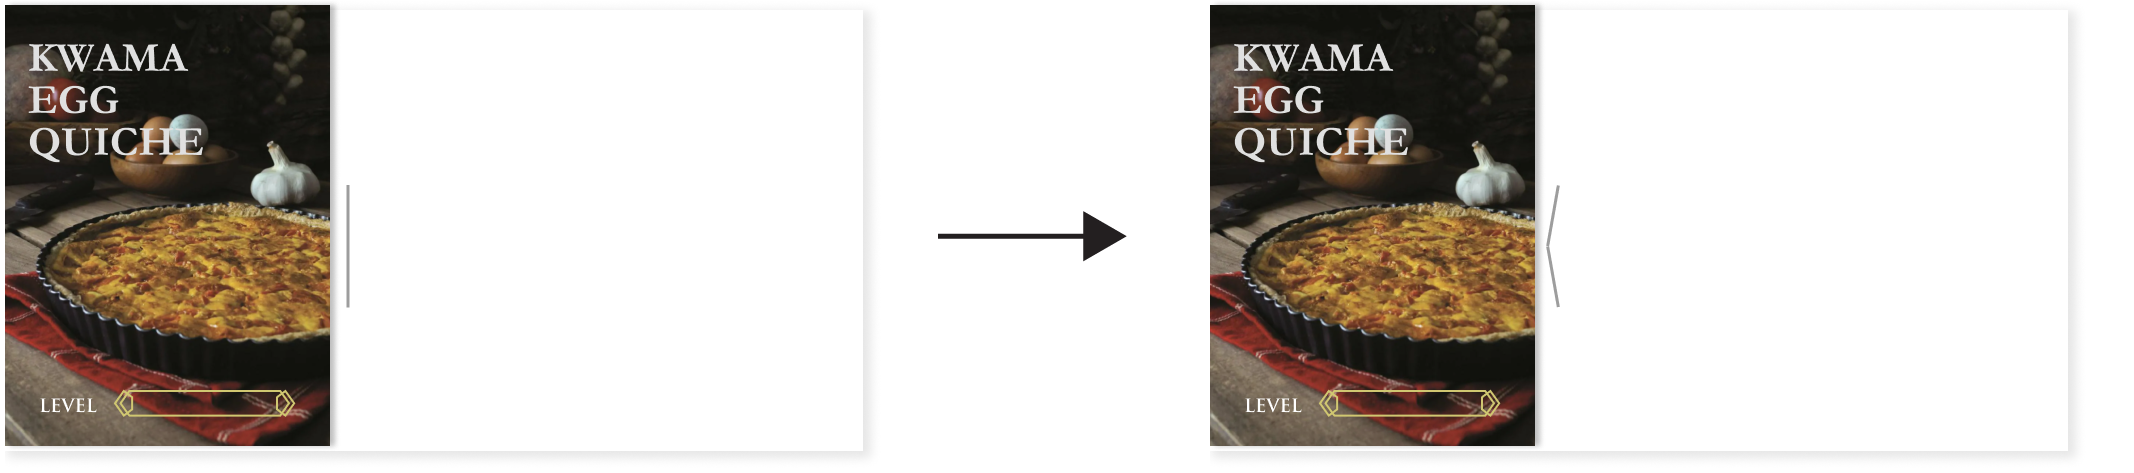 KWAMA
EGG
QUICHE
LEVEL
KWAMA
EGG
QUICHE
LEVEL